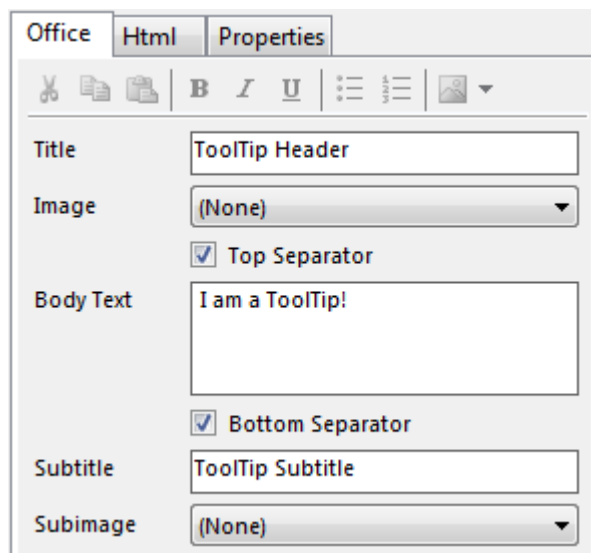 Office Html Properties
B I U
Title ToolTip Header
Image (None)
Top Separator
Body Text I am a ToolTip!
Bottom Separator
Subtitle ToolTip Subtitle
Subimage (None)